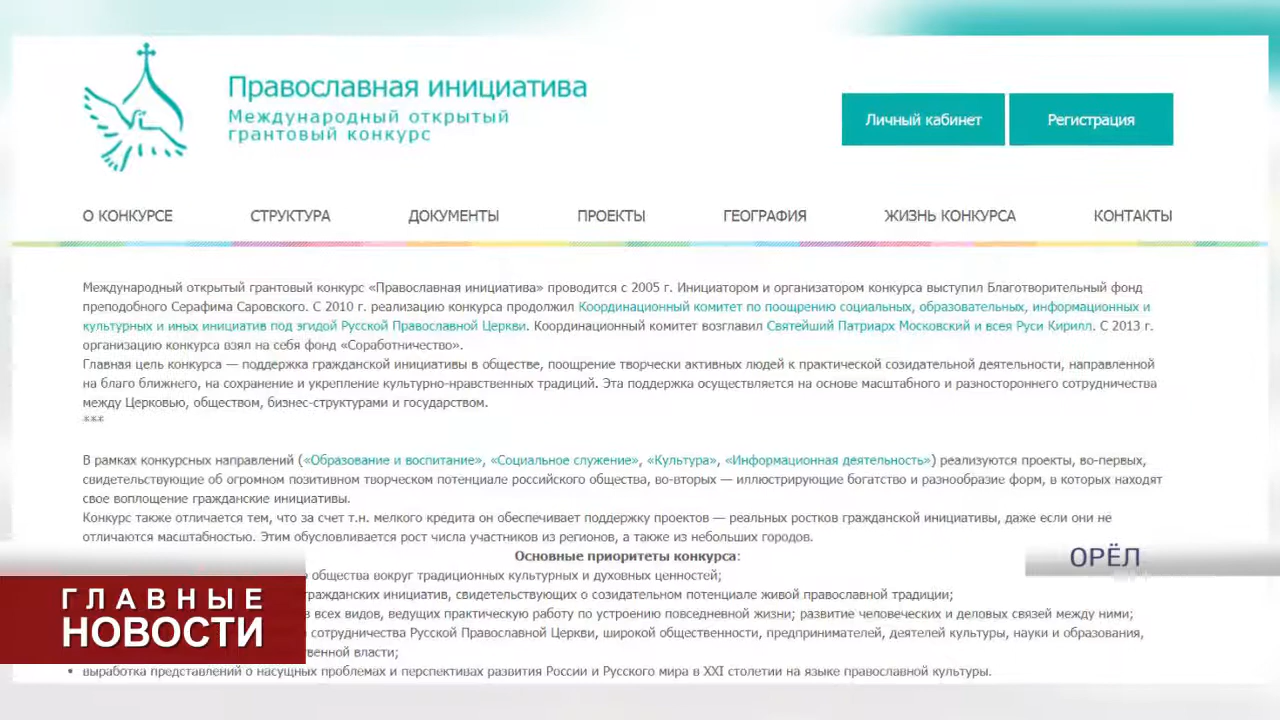 Православная инициатива
Международный открытый
грантовый конкурс
Личный кабинет
Регистрация
О КОНКУРСЕ
СТРУКТУРА
ДОКУМЕНТЫ
ПРОЕКТЫ
ГЕОГРАФИЯ
ЖИЗНЬ КОНКУРСА
КОНТАКТЫ
Международный открытый грантовый конкурс «Православная инициатива» проводится с 2005 г. Инициатором и организатором конкурса выступил Благотворительный фонд
преподобного Серафима Саровского. С 2010 г. реализацию конкурса продолжил Координационный комитет по поощрению социальных, образовательных, информационных и
культурных и иных инициатив под эгидой Русской Православной Церкви. Координационный комитет возглавил Святейший Патриарх Московский и всея Руси Кирилл. С 2013 г.
организацию конкурса взял на себя фонд «Соработничество».
Главная цель конкурса — поддержка гражданской инициативы в обществе, поощрение творчески активных людей к практической созидательной деятельности, направленной
на благо ближнего, на сохранение и укрепление культурно-нравственных традиций. Эта поддержка осуществляется на основе масштабного и разностороннего сотрудничества
между Церковью, обществом, бизнес-структурами и государством.
***
В рамках конкурсных направлений («Образование и воспитание», «Социальное служение», «Культура», «Информационная деятельность») реализуются проекты, во-первых,
свидетельствующие об огромном позитивном творческом потенциале российского общества, во-вторых — иллюстрирующие богатство и разнообразие форм, в которых находят
свое воплощение гражданские инициативы.
Конкурс также отличается тем, что за счет т.н. мелкого кредита он обеспечивает поддержку проектов — реальных ростков гражданской инициативы, даже если они не
отличаются масштабностью. Этим обусловливается рост числа участников из регионов, а также из небольших городов.
Основные приоритеты конкурса:
общества вокруг традиционных культурных и духовных ценностей;
гражданских инициатив, свидетельствующих о созидательном потенциале живой православной традиции;
в всех видов, ведущих практическую работу по устроению повседневной жизни; развитие человеческих и деловых связей между ними;
сотрудничества Русской Православной Церкви, широкой общественности, предпринимателей, деятелей культуры, науки и образования,
твенной власти;
• выработка представлений о насущных проблемах и перспективах развития России и Русского мира в XXI столетии на языке православной культуры.
ОРЁЛ
ГЛАВНЫЕ
НОВОСТИ